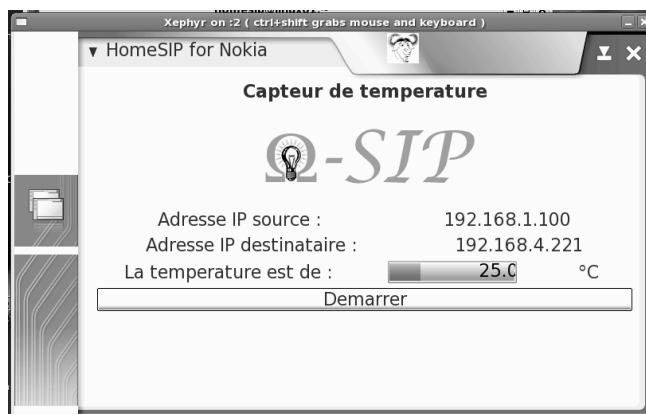 Xephyr on :2 ( ctrl+shift grabs mouse and keyboard )
HomeSIP for Nokia
Capteur de temperature
Ω-SIP
Adresse IP source : 192.168.1.100
Adresse IP destinataire : 192.168.4.221
La temperature est de : 25.0 °C
Demarrer